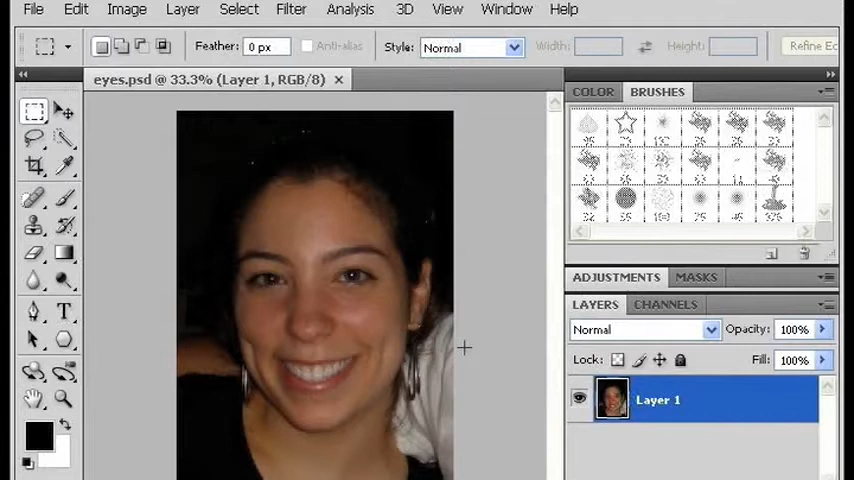 File Edit Image Layer Select Filter Analysis 3D View Window Help
Feather: 0 px Anti-alias Style: Normal Width: Height: Refine Ed
eyes.psd @ 33.3% (Layer 1, RGB/8)
COLOR BRUSHES
ADJUSTMENTS MASKS
LAYERS CHANNELS
Normal Opacity: 100%
Lock: Fill: 100%
Layer 1